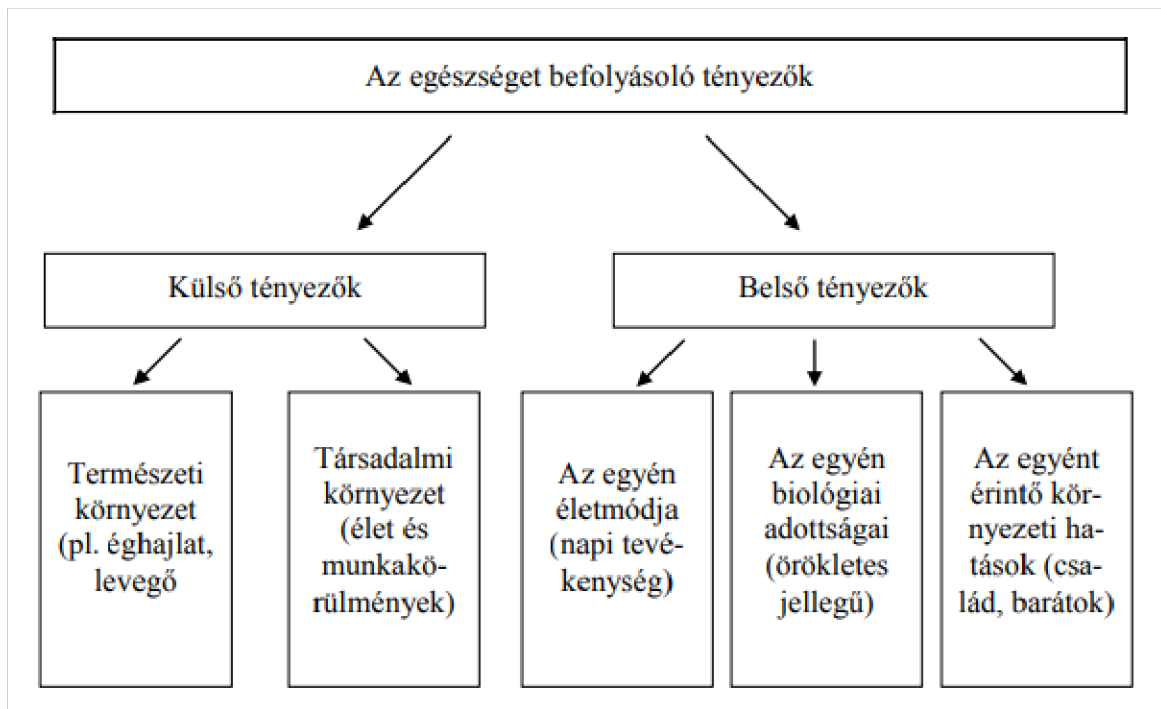 Az egészséget befolyásoló tényezők
Külső tényezők
Belső tényezők
Természeti
környezet
(pl. éghajlat,
levegő
Társadalmi
környezet
(élet és
munkakö-
rülmények)
Az egyén
életmódja
(napi tevé-
kenység)
Az egyén
biológiai
adottságai
(örökletes
jellegű)
Az egyént
érintő kör-
nyezeti ha-
tások (csa-
lád, barátok)